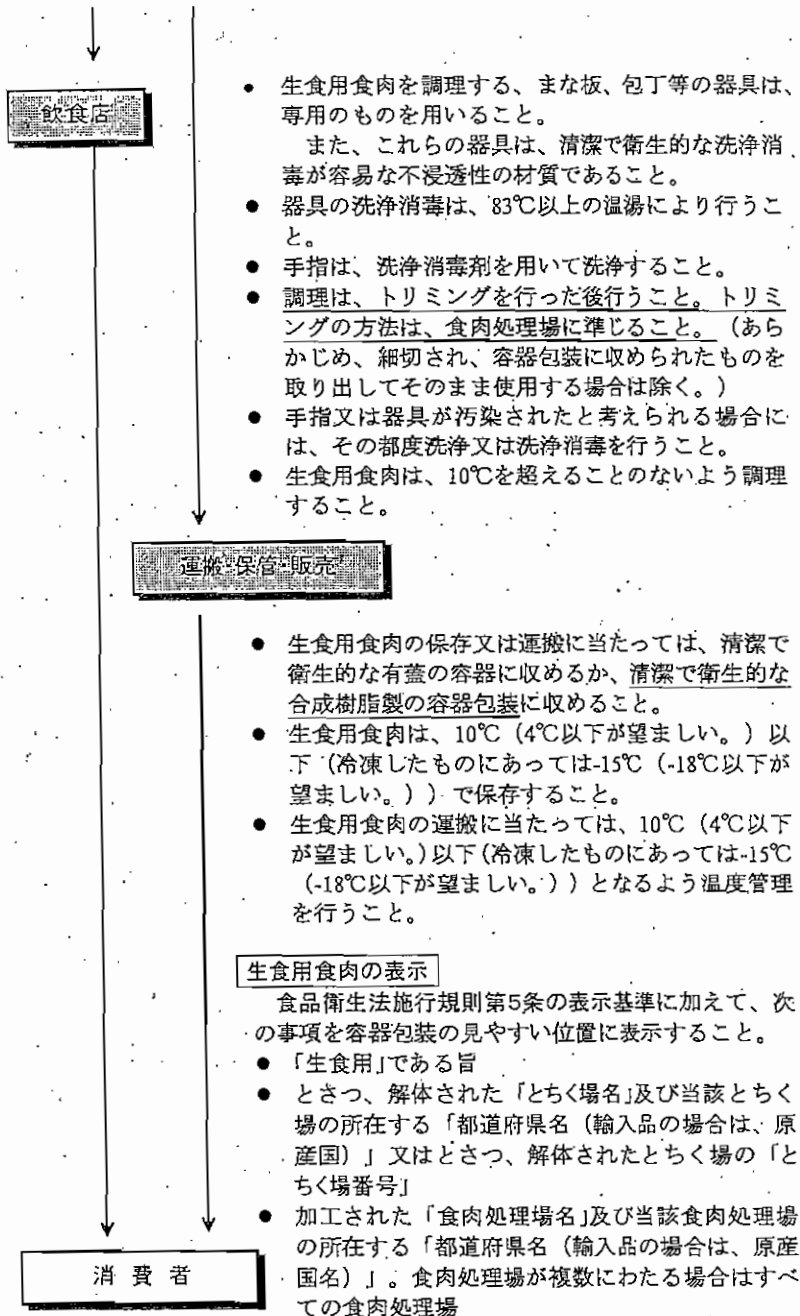 飲食店
● 生食用食肉を調理する、まな板、包丁等の器具は、
専用のものを用いること。
また、これらの器具は、清潔で衛生的な洗浄消
毒が容易な不浸透性の材質であること。
● 器具の洗浄消毒は、83℃以上の温湯により行うこ
と。
● 手指は、洗浄消毒剤を用いて洗浄すること。
● 調理は、トリミングを行った後行うこと。トリミ
ングの方法は、食肉処理場に準じること。（あら
かじめ、細切され、容器包装に収められたものを
取り出してそのまま使用する場合は除く。）
● 手指又は器具が汚染されたと考えられる場合に
は、その都度洗浄又は洗浄消毒を行うこと。
● 生食用食肉は、10℃を超えることのないよう調理
すること。
運搬・保管・販売
● 生食用食肉の保存又は運搬に当たっては、清潔で
衛生的な有蓋の容器に収めるか、清潔で衛生的な
合成樹脂製の容器包装に収めること。
● 生食用食肉は、10℃（4℃以下が望ましい。）以
下（冷凍したものにあっては-15℃（-18℃以下が
望ましい。））で保存すること。
● 生食用食肉の運搬に当たっては、10℃（4℃以下
が望ましい。）以下（冷凍したものにあっては-15℃
（-18℃以下が望ましい。））となるよう温度管理
を行うこと。
生食用食肉の表示
食品衛生法施行規則第5条の表示基準に加えて、次
の事項を容器包装の見やすい位置に表示すること。
● 「生食用」である旨
● とさつ、解体された「とちく場名」及び当該とちく
場の所在する「都道府県名（輸入品の場合は、原
産国）」又はとさつ、解体されたとちく場の「と
ちく場番号」
● 加工された「食肉処理場名」及び当該食肉処理場
の所在する「都道府県名（輸入品の場合は、原産
国名）」。食肉処理場が複数にわたる場合はすべ
ての食肉処理場
消費者